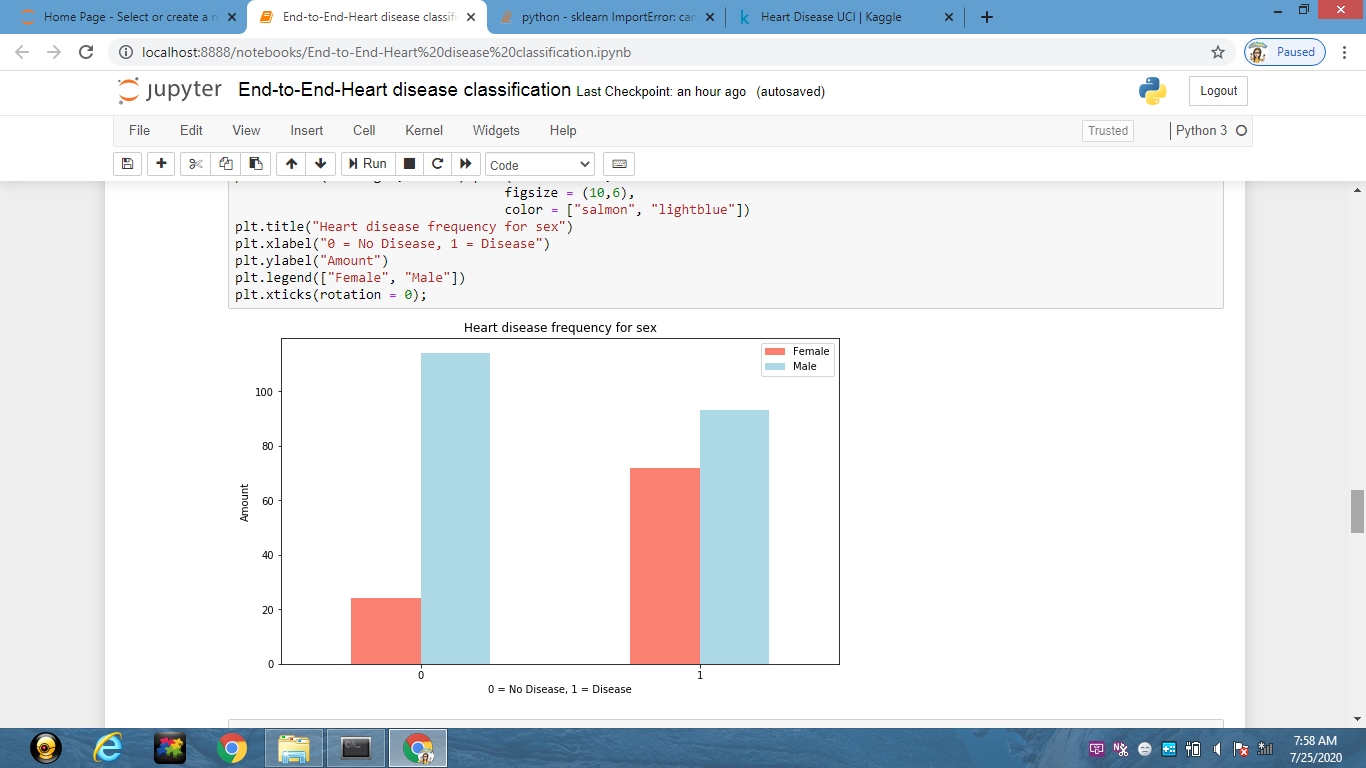 Home Page - Select or create a n
End-to-End-Heart disease classifi
python - sklearn ImportError: can
Heart Disease UCI | Kaggle
localhost:8888/notebooks/End-to-End-Heart%20disease%20classification.ipynb
Paused
jupyter End-to-End-Heart disease classification Last Checkpoint: an hour ago (autosaved)
Logout
File Edit View Insert Cell Kernel Widgets Help
Trusted
Python 3
Run
Code
figsize = (10,6),
color = ["salmon", "lightblue"])
plt.title("Heart disease frequency for sex")
plt.xlabel("0 = No Disease, 1 = Disease")
plt.ylabel("Amount")
plt.legend(["Female", "Male"])
plt.xticks(rotation = 0);
Heart disease frequency for sex
Female
Male
100
80
60
40
20
0
Amount
0 1
0 = No Disease, 1 = Disease
7:58 AM
7/25/2020